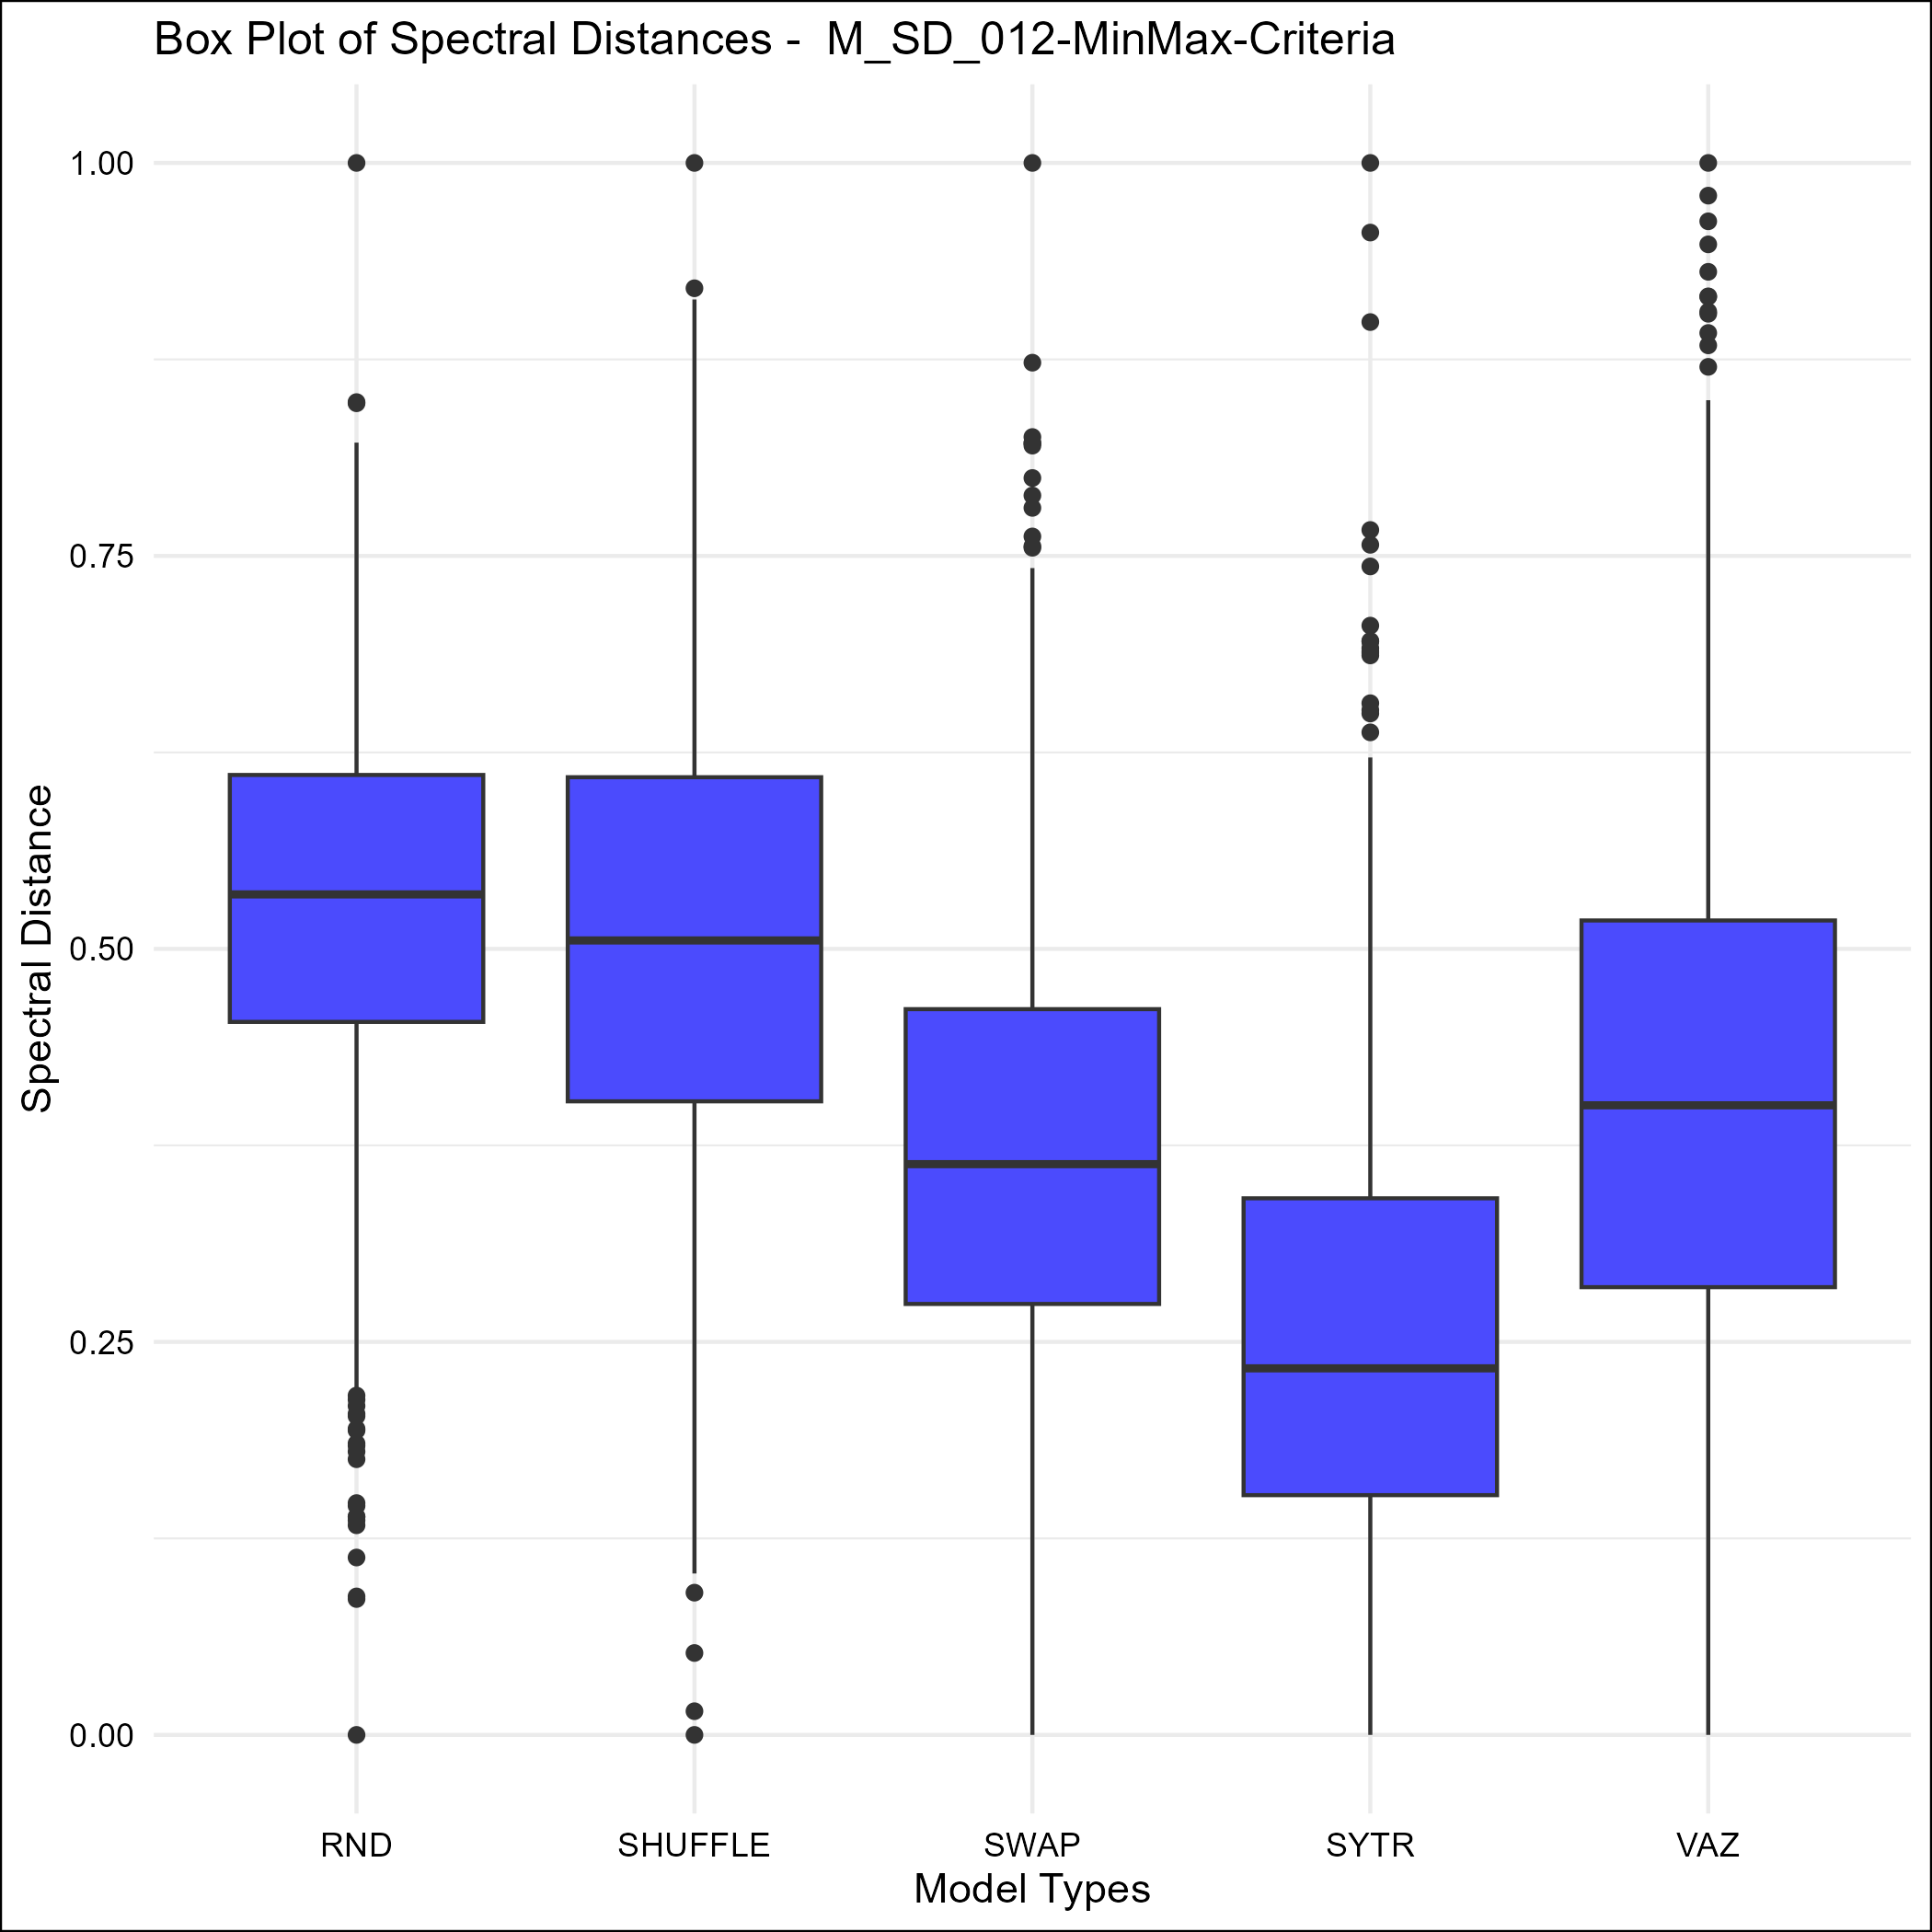 Box Plot of Spectral Distances -  M_SD_012-MinMax-Criteria
1.00
0.75
0.50
0.25
0.00
Spectral Distance
RND SHUFFLE SWAP SYTR VAZ
Model Types